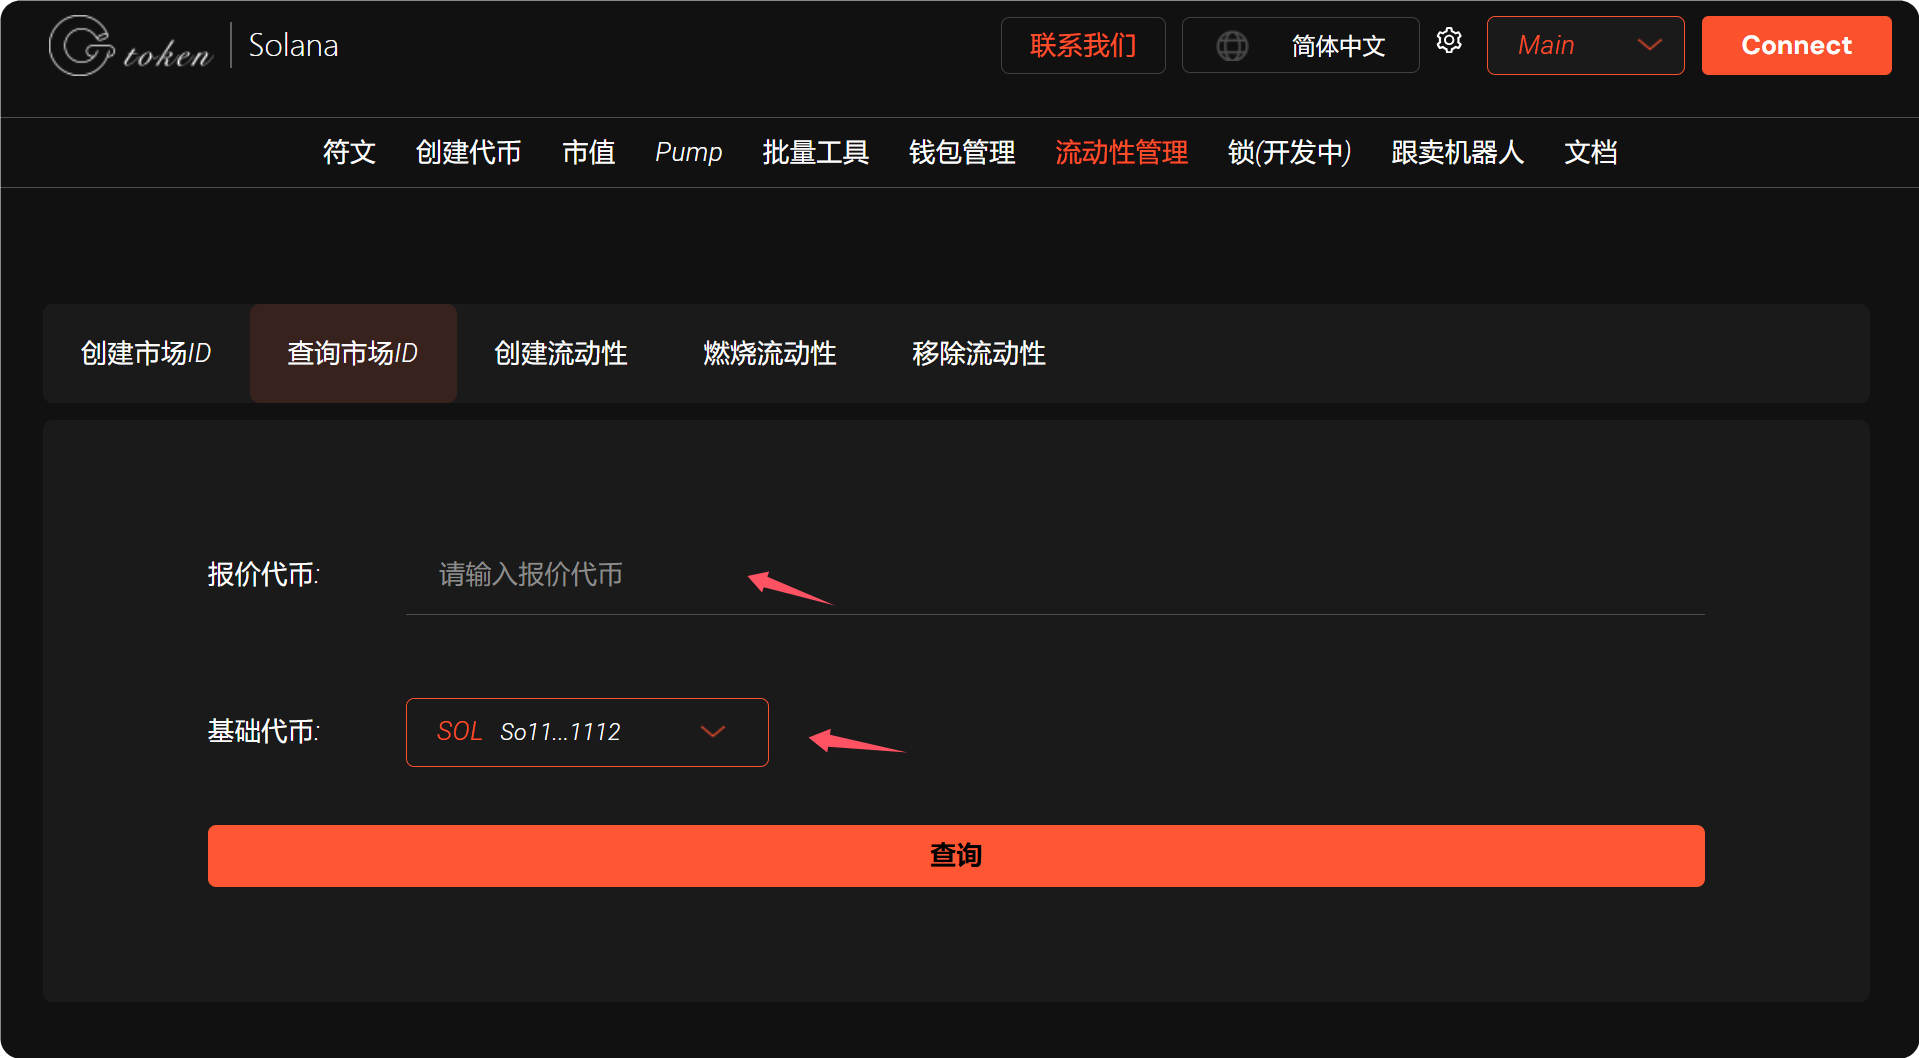 Gtoken Solana 联系我们 简体中文 Main Connect
符文 创建代币 市值 Pump 批量工具 钱包管理 流动性管理 锁(开发中) 跟卖机器人 文档
创建市场ID 查询市场ID 创建流动性 燃烧流动性 移除流动性
报价代币: 请输入报价代币
基础代币: SOL So11...1112
查询